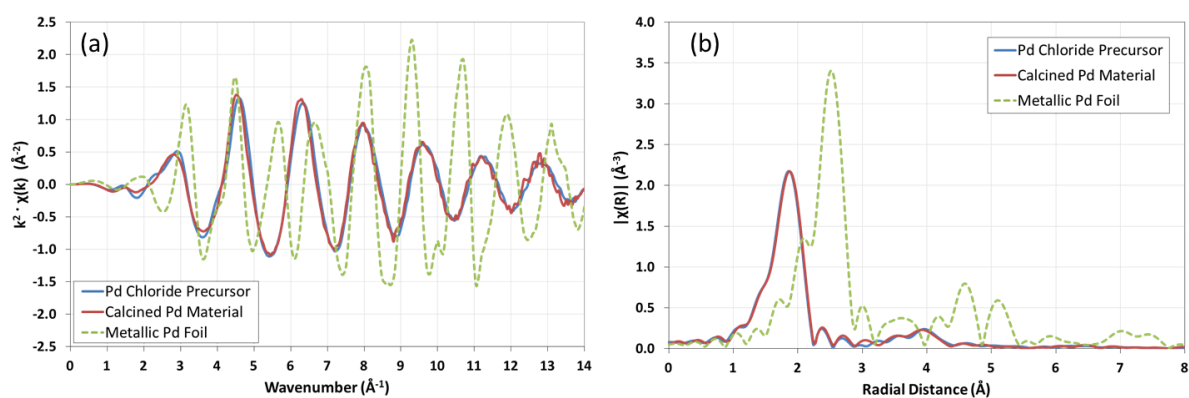 (a)
2.5
2.0
1.5
1.0
0.5
0.0
-0.5
-1.0
-1.5
-2.0
-2.5
k² · χ(k) (Å⁻²)
Pd Chloride Precursor
Calcined Pd Material
Metallic Pd Foil
0 1 2 3 4 5 6 7 8 9 10 11 12 13 14
Wavenumber (Å⁻¹)
(b)
4.0
3.5
3.0
2.5
2.0
1.5
1.0
0.5
0.0
|χ(R)| (Å⁻³)
Pd Chloride Precursor
Calcined Pd Material
Metallic Pd Foil
0 1 2 3 4 5 6 7 8
Radial Distance (Å)